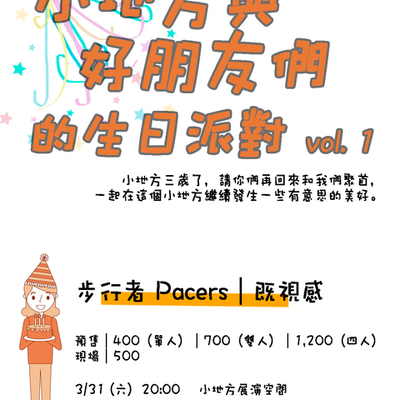 小地方與
好朋友們
的生日派對 vol. 1
小地方三歲了，請你們再回來和我們聚首，
一起在這個小地方繼續發生一些有意思的美好。
步行者 Pacers | 既視感
預售 | 400（單人） | 700（雙人） | 1,200（四人）
現場 | 500
3/31（六） 20:00 小地方展演空間